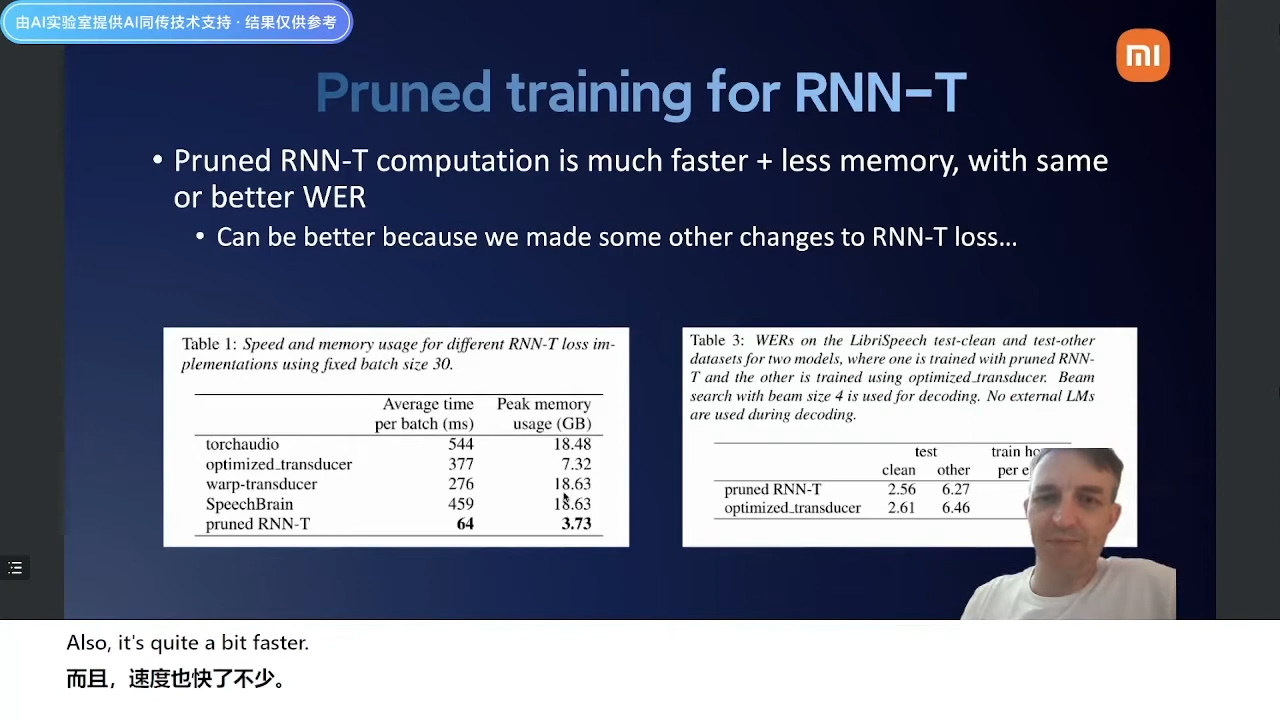 由AI实验室提供AI同传技术支持 · 结果仅供参考
mi
Pruned training for RNN-T
• Pruned RNN-T computation is much faster + less memory, with same
or better WER
• Can be better because we made some other changes to RNN-T loss...
Table 1: Speed and memory usage for different RNN-T loss im-
plementations using fixed batch size 30.
Average time Peak memory
per batch (ms) usage (GB)
torchaudio 544 18.48
optimized_transducer 377 7.32
warp-transducer 276 18.63
SpeechBrain 459 18.63
pruned RNN-T 64 3.73
Table 3: WERs on the LibriSpeech test-clean and test-other
datasets for two models, where one is trained with pruned RNN-
T and the other is trained using optimized_transducer. Beam
search with beam size 4 is used for decoding. No external LMs
are used during decoding.
test train
clean other per
pruned RNN-T 2.56 6.27
optimized_transducer 2.61 6.46
Also, it's quite a bit faster.
而且，速度也快了不少。